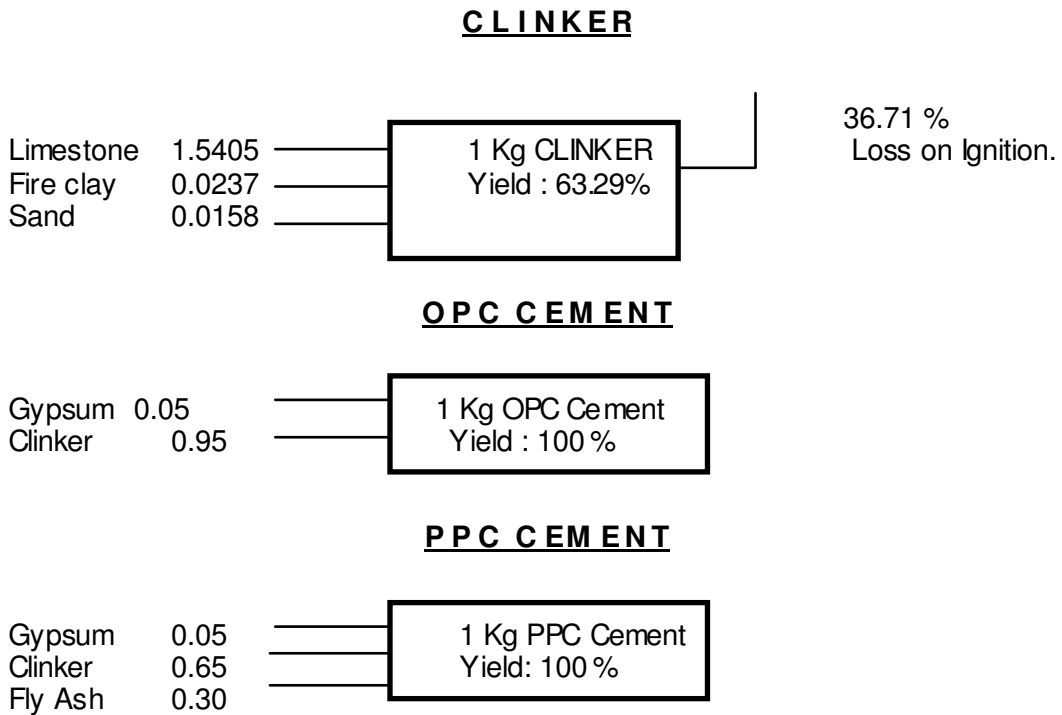 CLINKER
36.71 %
Loss on Ignition.
Limestone 1.5405
Fire clay 0.0237
Sand 0.0158
1 Kg CLINKER
Yield : 63.29%
OPC CEMENT
Gypsum 0.05
Clinker 0.95
1 Kg OPC Cement
Yield : 100 %
PPC CEMENT
Gypsum 0.05
Clinker 0.65
Fly Ash 0.30
1 Kg PPC Cement
Yield: 100 %